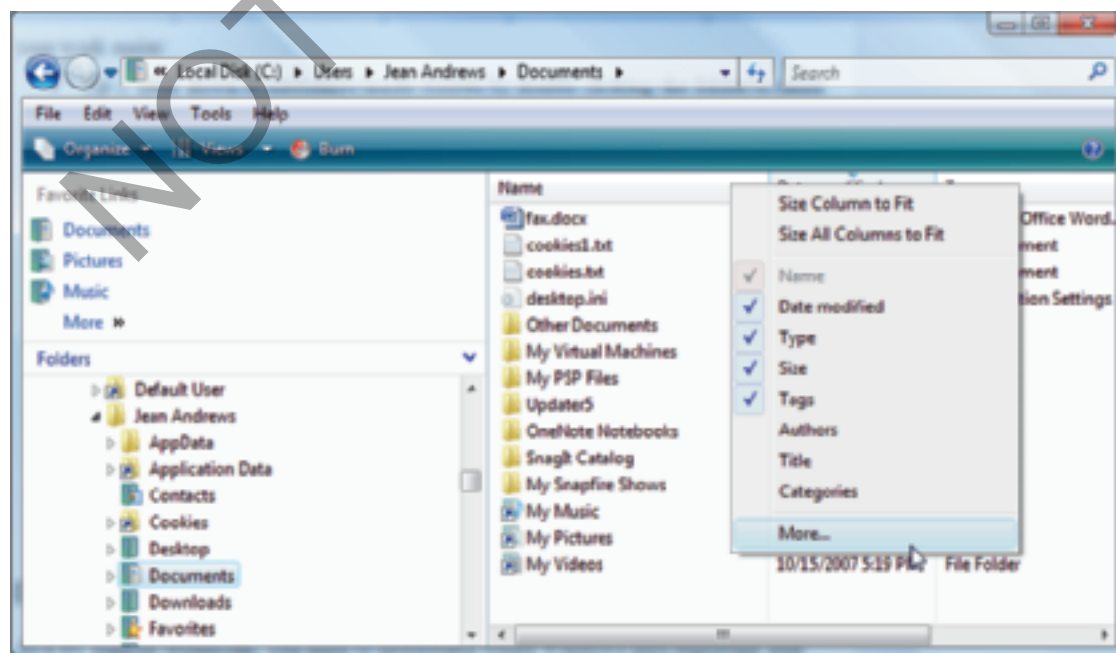 NOT
« Local Disk (C:) ▸ Users ▸ Jean Andrews ▸ Documents ▸
Search
File Edit View Tools Help
Organize Views Burn
Favorite Links
Documents
Pictures
Music
More »
Folders
Default User
Jean Andrews
AppData
Application Data
Contacts
Cookies
Desktop
Documents
Downloads
Favorites
Name
fax.docx
cookies1.txt
cookies.txt
desktop.ini
Other Documents
My Virtual Machines
My PSP Files
Updater5
OneNote Notebooks
SnagIt Catalog
My Snapfire Shows
My Music
My Pictures
My Videos
Size Column to Fit
Size All Columns to Fit
Name
Date modified
Type
Size
Tags
Authors
Title
Categories
More...
Office Word.
ment
ment
tion Settings
10/15/2007 5:19 PM File Folder